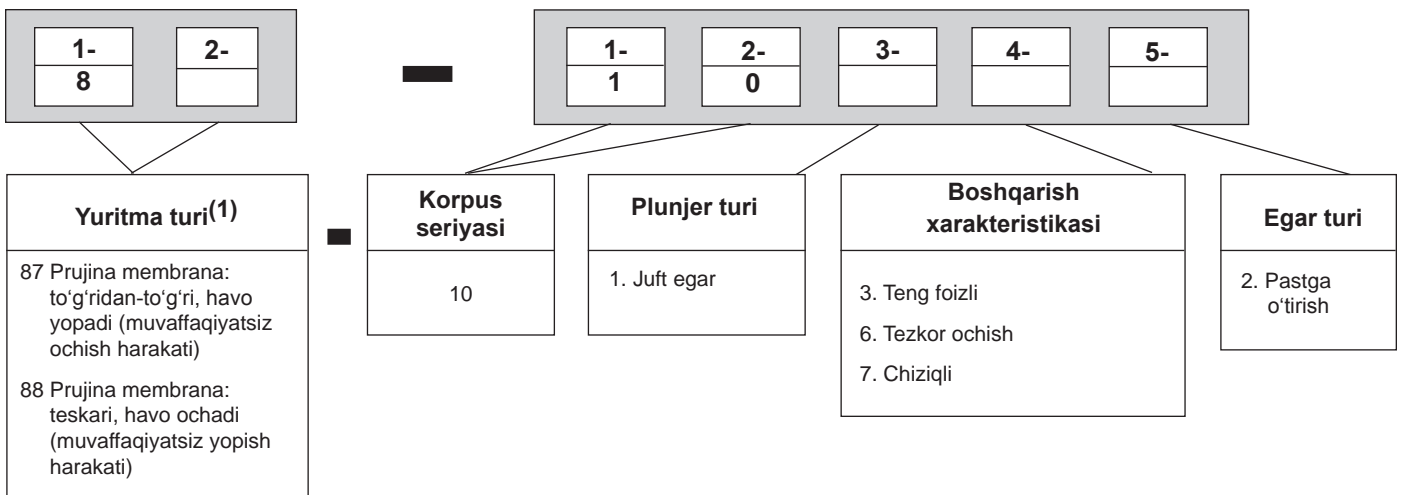 1-
8
2-
1-
1
2-
0
3-
4-
5-
Yuritma turi(1)
87 Prujina membrana:
to‘g‘ridan-to‘g‘ri, havo
yopadi (muvaffaqiyatsiz
ochish harakati)
88 Prujina membrana:
teskari, havo ochadi
(muvaffaqiyatsiz yopish
harakati)
Korpus
seriyasi
10
Plunjer turi
1. Juft egar
Boshqarish
xarakteristikasi
3. Teng foizli
6. Tezkor ochish
7. Chiziqli
Egar turi
2. Pastga
o‘tirish